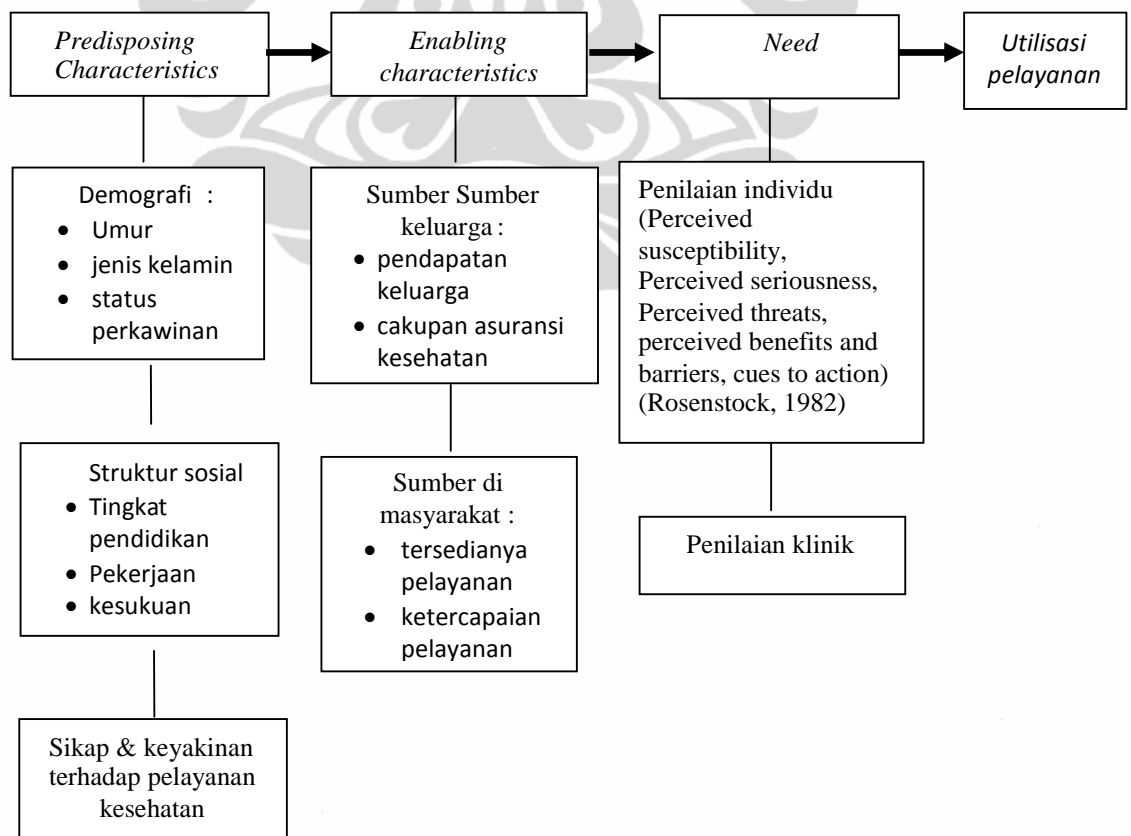 Predisposing
Characteristics
Enabling
characteristics
Need
Utilisasi
pelayanan
Demografi :
• Umur
• jenis kelamin
• status
perkawinan
Struktur sosial
• Tingkat
pendidikan
• Pekerjaan
• kesukuan
Sikap & keyakinan
terhadap pelayanan
kesehatan
Sumber Sumber
keluarga :
• pendapatan
keluarga
• cakupan asuransi
kesehatan
Sumber di
masyarakat :
• tersedianya
pelayanan
• ketercapaian
pelayanan
Penilaian individu
(Perceived
susceptibility,
Perceived seriousness,
Perceived threats,
perceived benefits and
barriers, cues to action)
(Rosenstock, 1982)
Penilaian klinik